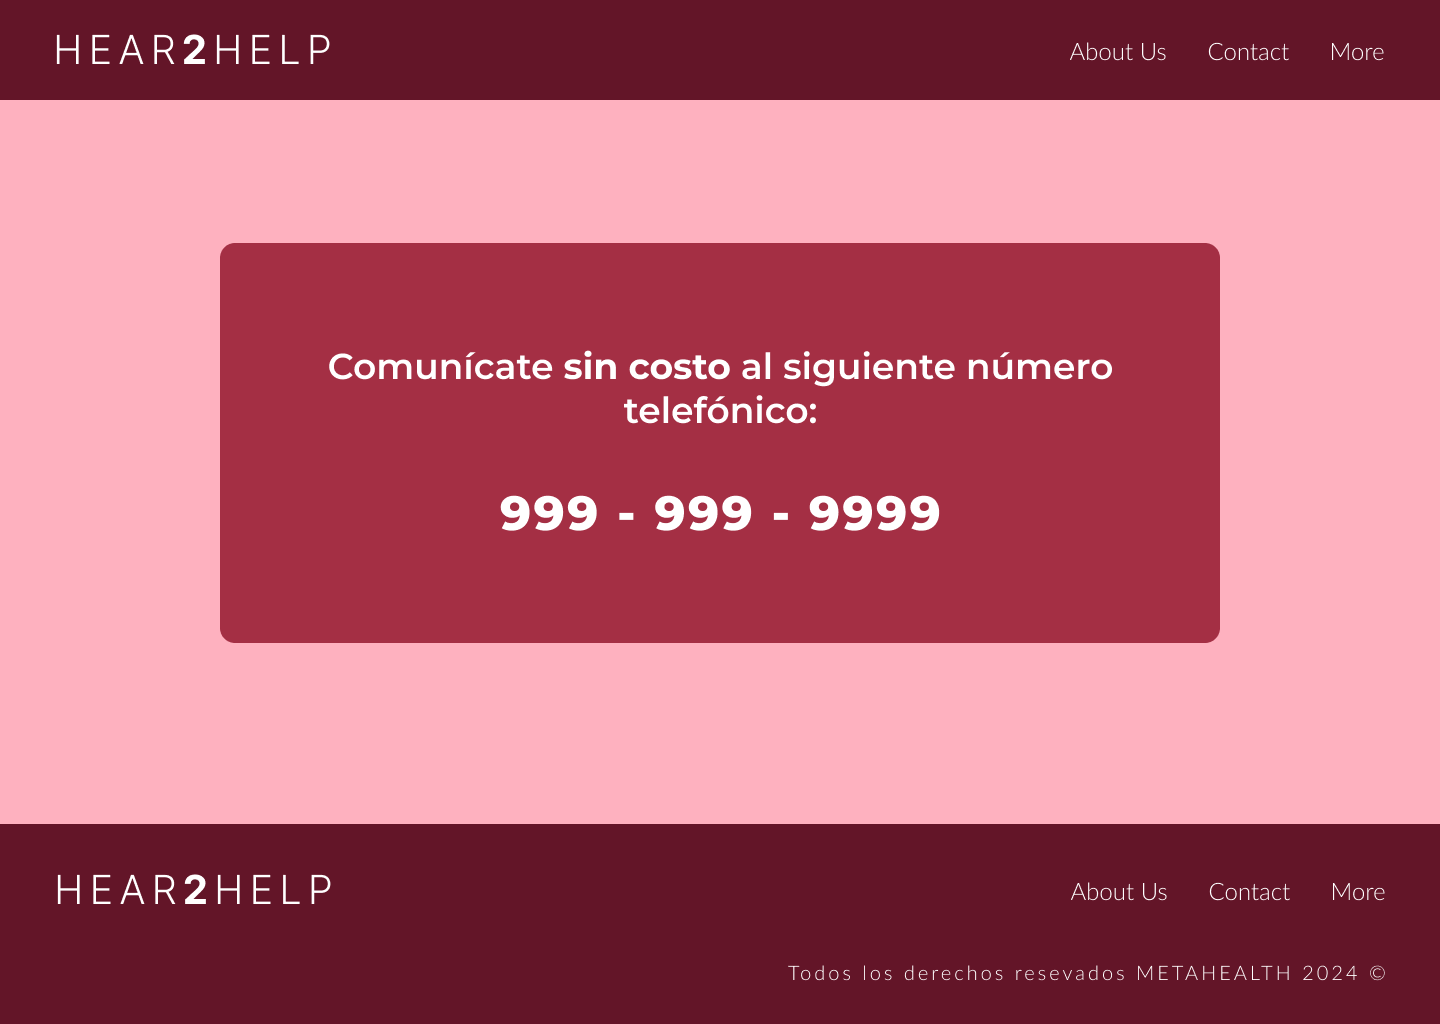 HEAR2HELP
About Us Contact More
Comunícate sin costo al siguiente número
telefónico:
999 - 999 - 9999
HEAR2HELP
About Us Contact More
Todos los derechos resevados METAHEALTH 2024 ©